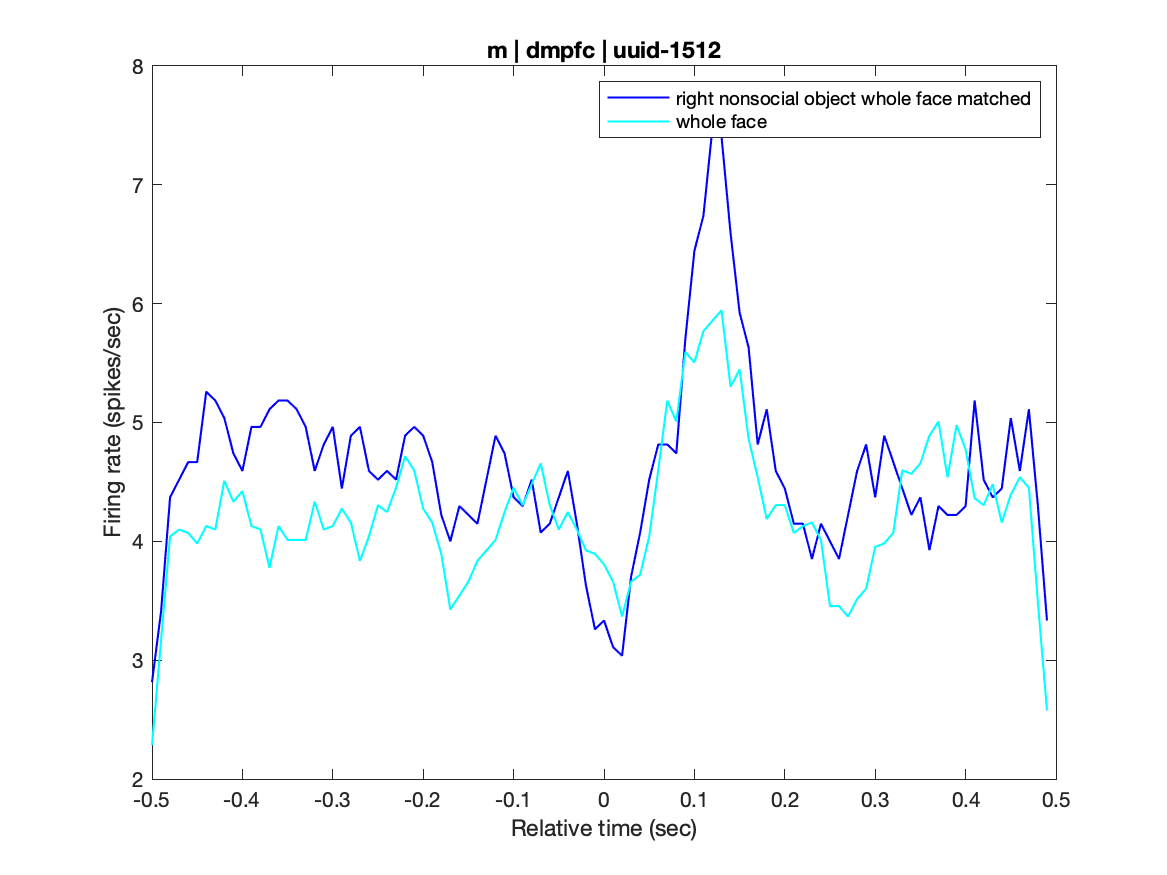 m | dmpfc | uuid-1512
right nonsocial object whole face matched
whole face
8
7
6
5
4
3
2
Firing rate (spikes/sec)
-0.5 -0.4 -0.3 -0.2 -0.1 0 0.1 0.2 0.3 0.4 0.5
Relative time (sec)